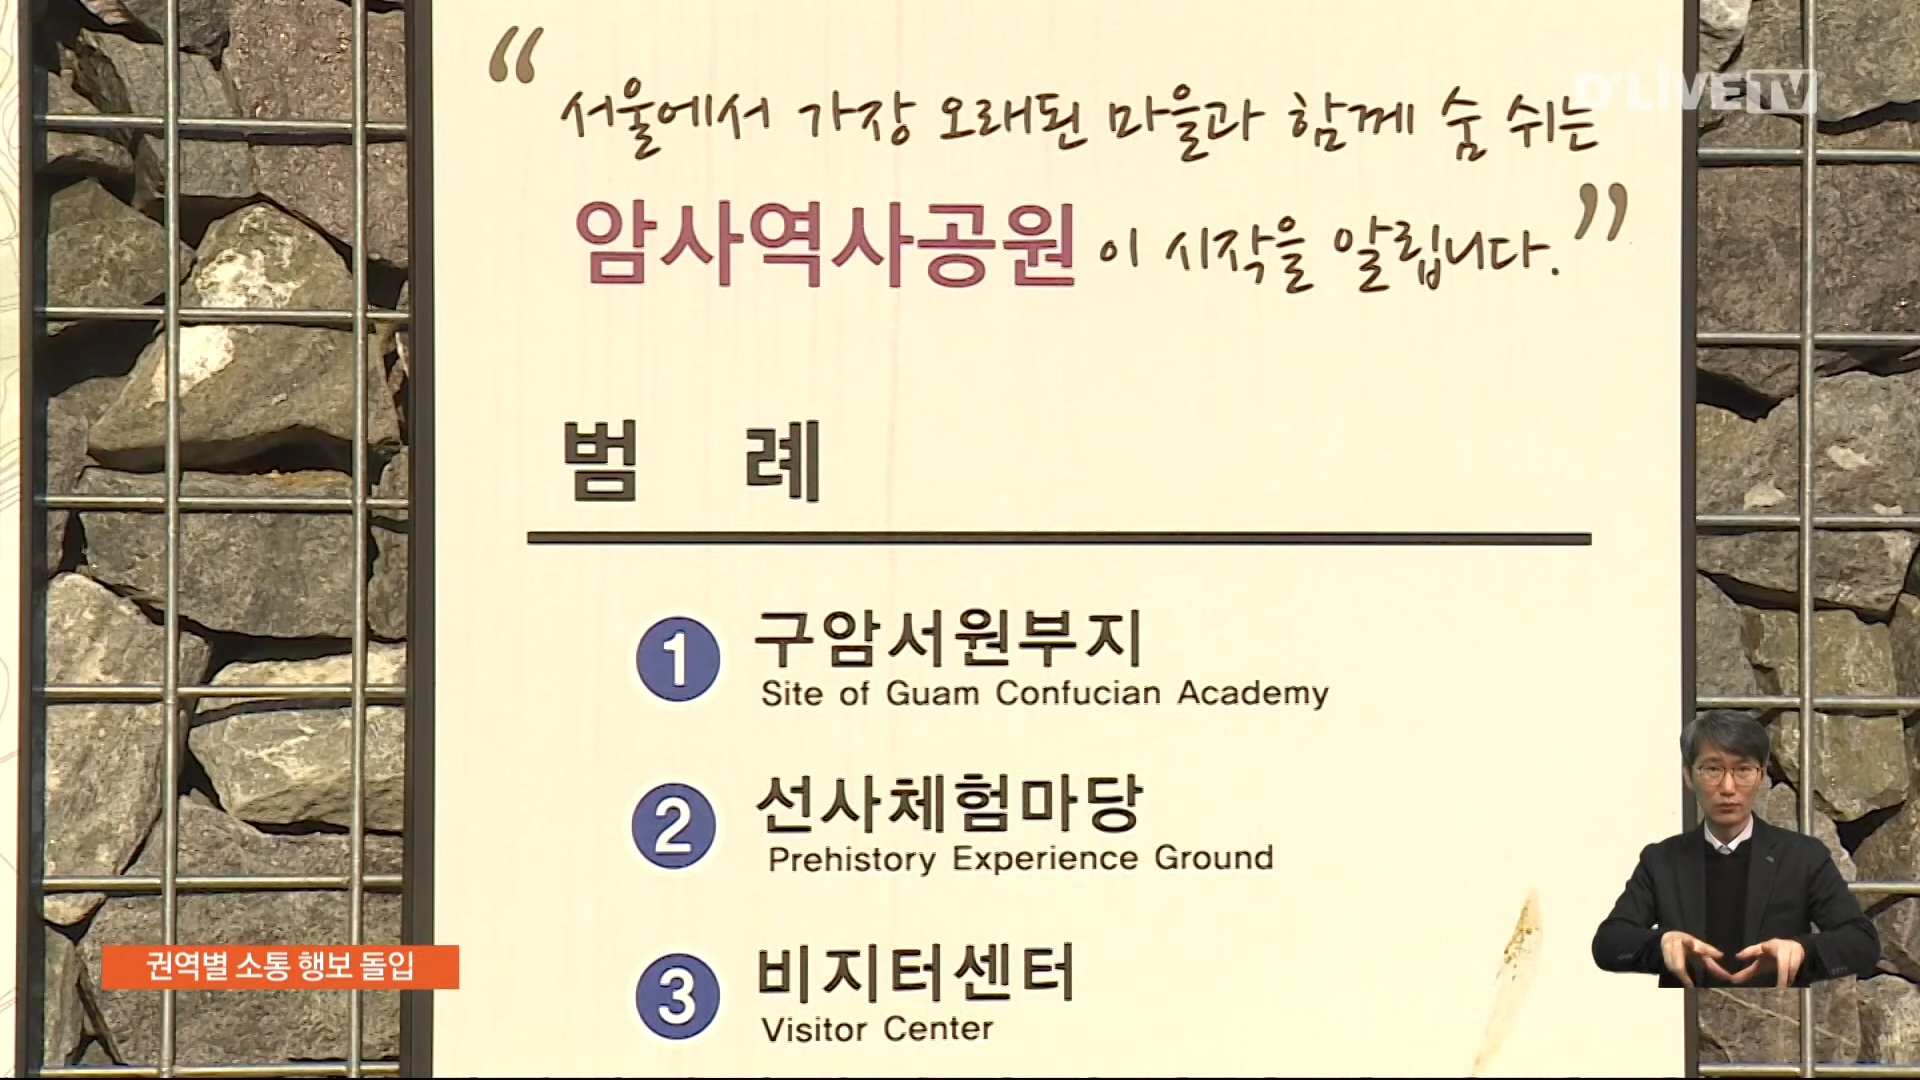 D'LIVE TV
“서울에서 가장 오래된 마을과 함께 숨 쉬는
암사역사공원이 시작을 알립니다.”
범 례
1 구암서원부지
Site of Guam Confucian Academy
2 선사체험마당
Prehistory Experience Ground
3 비지터센터
Visitor Center
권역별 소통 행보 돌입